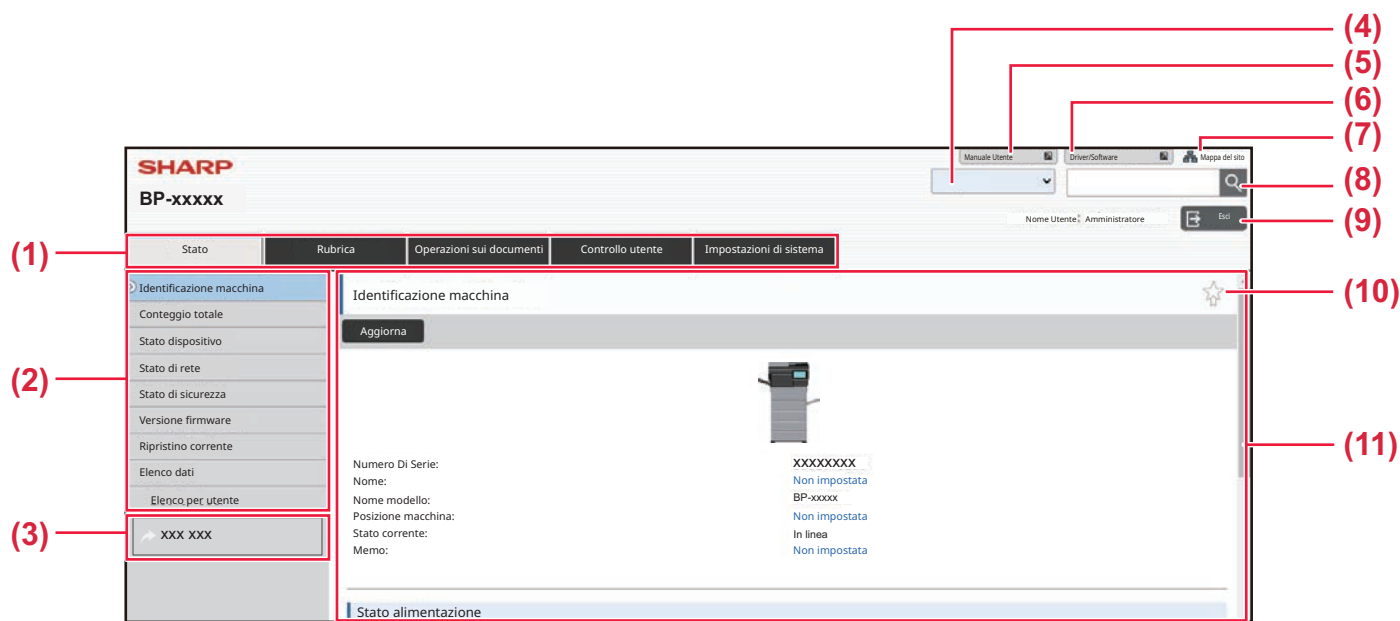 (4)
(5)
(6)
(7)
SHARP
Manuale Utente Driver/Software Mappa del sito
(8)
BP-xxxxx
Nome Utente: Amministratore Esci
(9)
(1)
Stato Rubrica Operazioni sui documenti Controllo utente Impostazioni di sistema
Identificazione macchina
Conteggio totale
Stato dispositivo
Stato di rete
Stato di sicurezza
Versione firmware
Ripristino corrente
Elenco dati
Elenco per utente
(2)
(3)
XXX XXX
Identificazione macchina
(10)
Aggiorna
(11)
Numero Di Serie: XXXXXXXX
Nome: Non impostata
Nome modello: BP-xxxxx
Posizione macchina: Non impostata
Stato corrente: In linea
Memo: Non impostata
Stato alimentazione